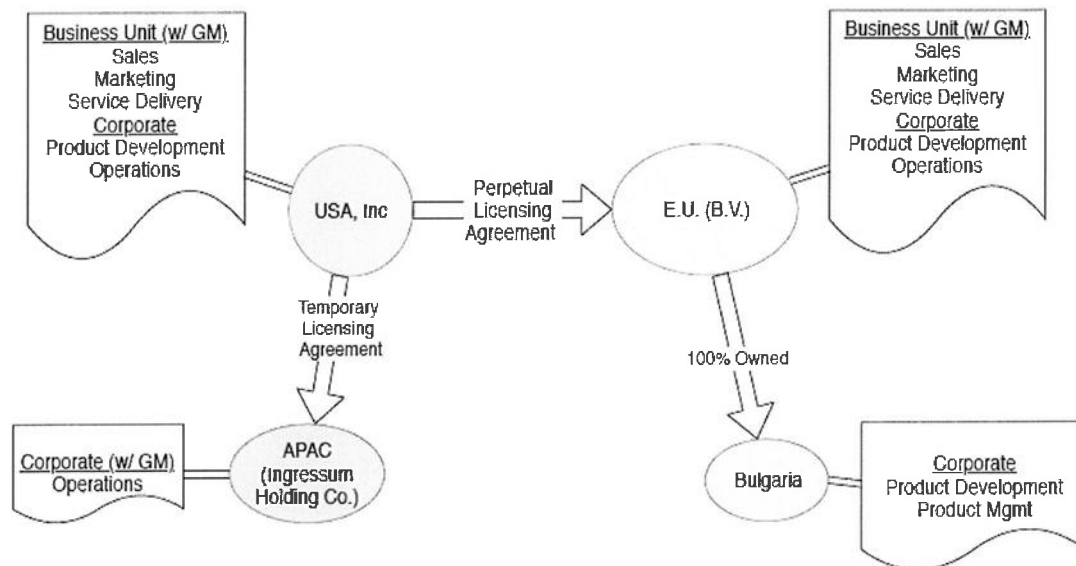 Business Unit (w/ GM)
Sales
Marketing
Service Delivery
Corporate
Product Development
Operations
Business Unit (w/ GM)
Sales
Marketing
Service Delivery
Corporate
Product Development
Operations
USA, Inc
Perpetual
Licensing
Agreement
E.U. (B.V.)
Temporary
Licensing
Agreement
100% Owned
Corporate (w/ GM)
Operations
APAC
(Ingressum
Holding Co.)
Bulgaria
Corporate
Product Development
Product Mgmt